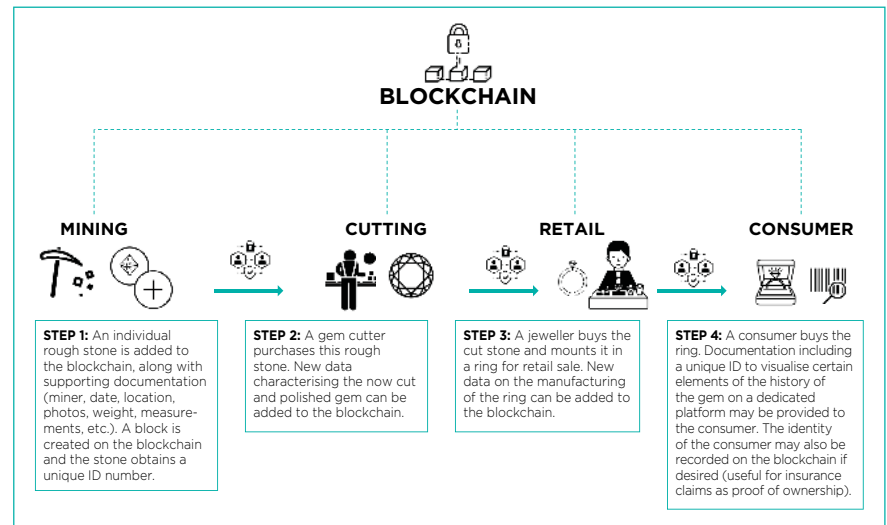 BLOCKCHAIN
MINING
CUTTING
RETAIL
CONSUMER
STEP 1: An individual
rough stone is added to
the blockchain, along with
supporting documentation
(miner, date, location,
photos, weight, measure-
ments, etc.). A block is
created on the blockchain
and the stone obtains a
unique ID number.
STEP 2: A gem cutter
purchases this rough
stone. New data
characterising the now cut
and polished gem can be
added to the blockchain.
STEP 3: A jeweller buys the
cut stone and mounts it in
a ring for retail sale. New
data on the manufacturing
of the ring can be added to
the blockchain.
STEP 4: A consumer buys the
ring. Documentation including
a unique ID to visualise certain
elements of the history of
the gem on a dedicated
platform may be provided to
the consumer. The identity
of the consumer may also be
recorded on the blockchain if
desired (useful for insurance
claims as proof of ownership).